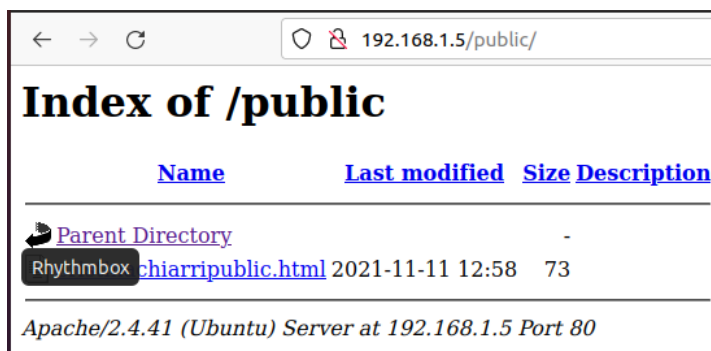 192.168.1.5/public/
Index of /public
Name Last modified Size Description
Parent Directory -
Rhythmbox chiarripublic.html 2021-11-11 12:58 73
Apache/2.4.41 (Ubuntu) Server at 192.168.1.5 Port 80